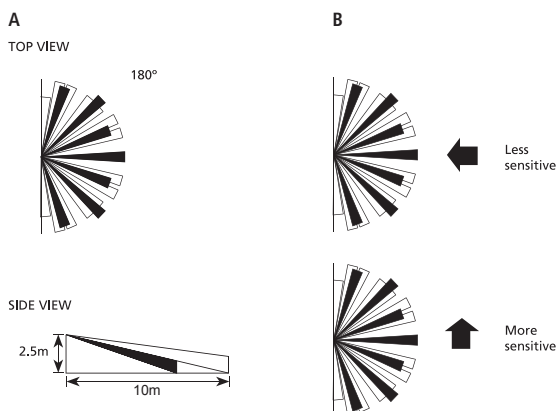 A
TOP VIEW
180°
SIDE VIEW
2.5m
10m
B
Less
sensitive
More
sensitive